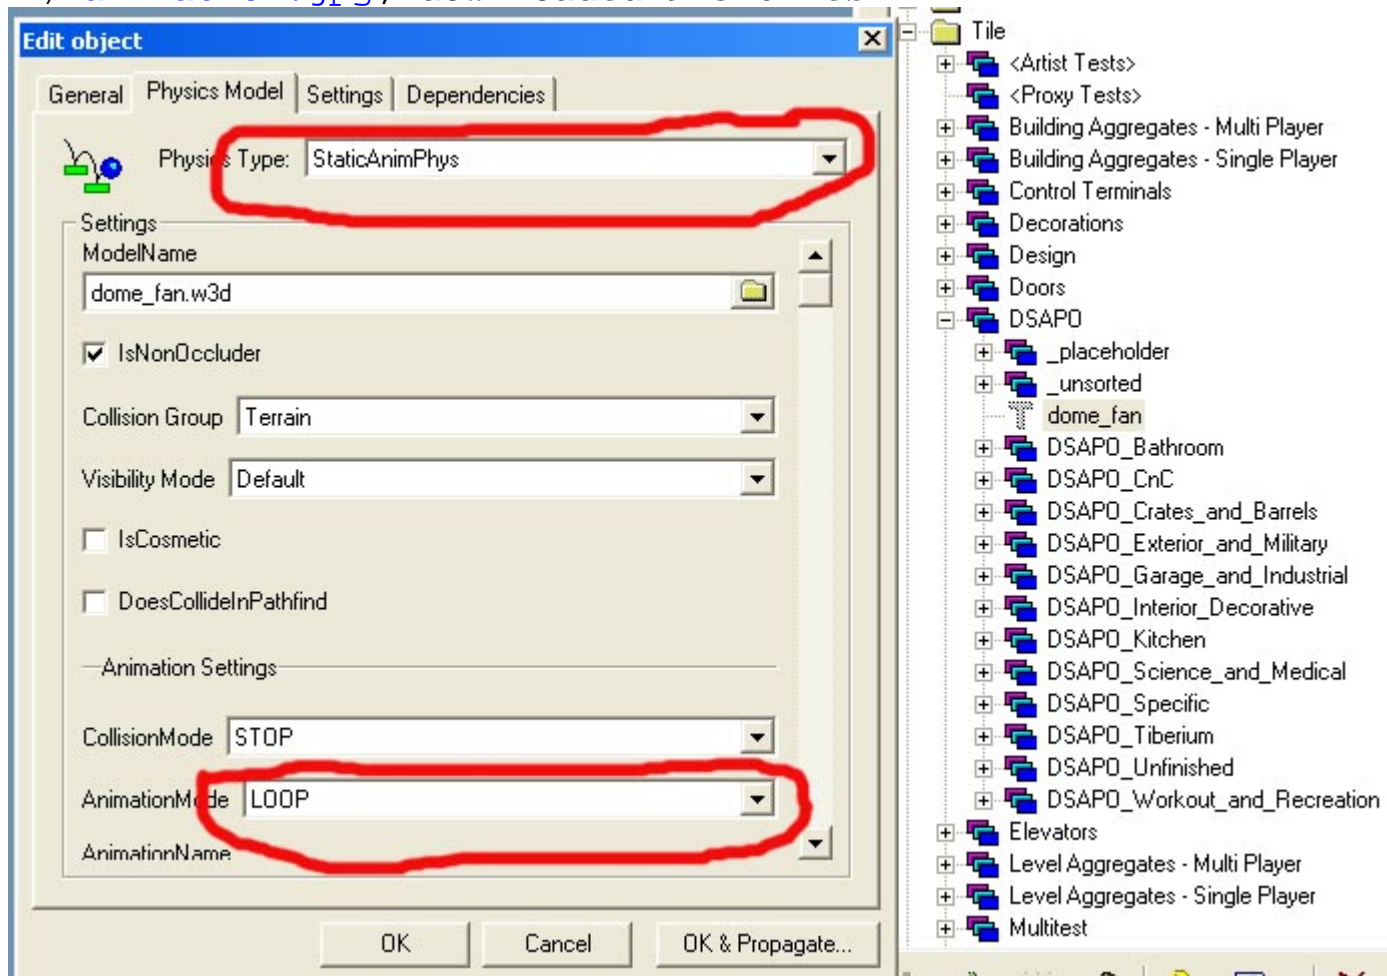 Edit object
General Physics Model Settings Dependencies
Physics Type: StaticAnimPhys
Settings
ModelName
dome_fan.w3d
IsNonOccluder
Collision Group Terrain
Visibility Mode Default
IsCosmetic
DoesCollideInPathfind
Animation Settings
CollisionMode STOP
AnimationMode LOOP
AnimationName
OK Cancel OK & Propagate...
Tile
<Artist Tests>
<Proxy Tests>
Building Aggregates - Multi Player
Building Aggregates - Single Player
Control Terminals
Decorations
Design
Doors
DSAPO
_placeholder
_unsorted
dome_fan
DSAPO_Bathroom
DSAPO_CnC
DSAPO_Crates_and_Barrels
DSAPO_Exterior_and_Military
DSAPO_Garage_and_Industrial
DSAPO_Interior_Decorative
DSAPO_Kitchen
DSAPO_Science_and_Medical
DSAPO_Specific
DSAPO_Tiberium
DSAPO_Unfinished
DSAPO_Workout_and_Recreation
Elevators
Level Aggregates - Multi Player
Level Aggregates - Single Player
Multitest